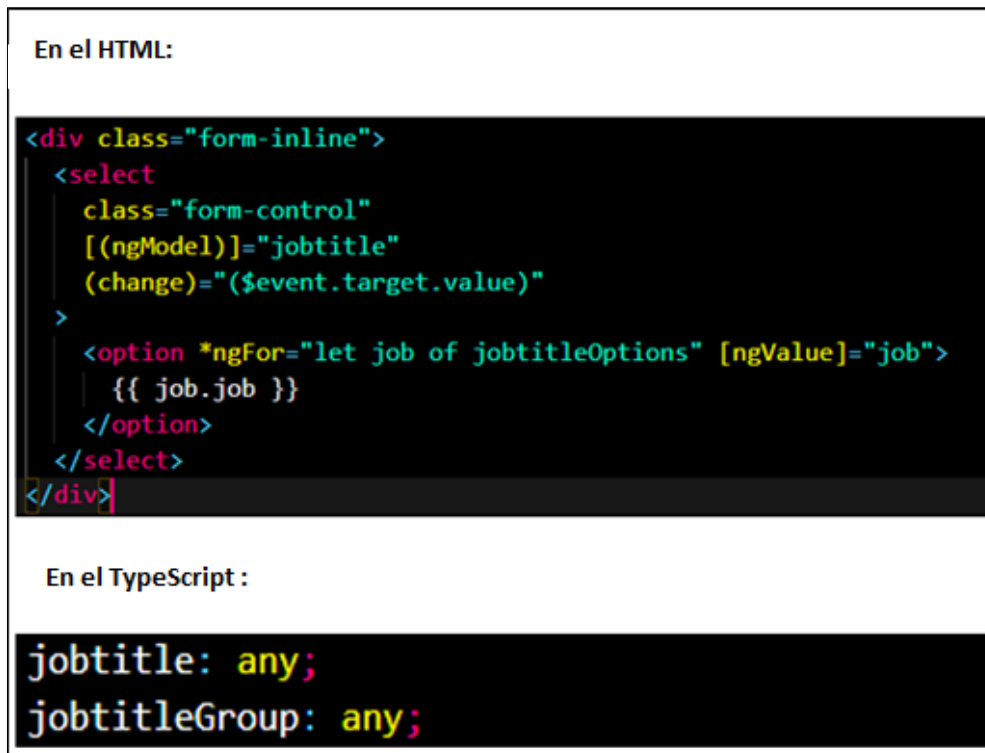 En el HTML:
<div class="form-inline">
<select
class="form-control"
[(ngModel)]="jobtitle"
(change)="($event.target.value)"
>
<option *ngFor="let job of jobtitleOptions" [ngValue]="job">
{{ job.job }}
</option>
</select>
</div>
En el TypeScript :
jobtitle: any;
jobtitleGroup: any;